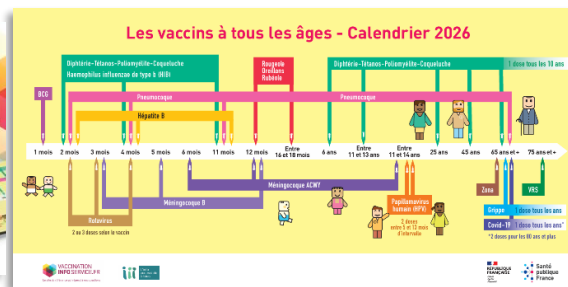 Les vaccins à tous les âges - Calendrier 2026
Diphtérie-Tétanos-Poliomyélite-Coqueluche
Haemophilus influenzae de type b (HIB)
Rougeole
Oreillons
Rubéole
Diphtérie-Tétanos-Poliomyélite-Coqueluche
1 dose tous les 10 ans
BCG
Pneumocoque
Pneumocoque
Hépatite B
1 mois
2 mois
3 mois
4 mois
5 mois
6 mois
11 mois
12 mois
Entre
16 et 18 mois
6 ans
Entre
11 et 13 ans
Entre
11 et 14 ans
25 ans
45 ans
65 ans et +
75 ans et +
Méningocoque ACWY
Méningocoque B
Rotavirus
2 ou 3 doses selon le vaccin
Papillomavirus
humain (HPV)
2 doses
entre 5 et 13 mois
d'intervalle
Zona
VRS
Grippe
1 dose tous les ans
Covid-19
1 dose tous les ans*
*2 doses pour les 80 ans et plus
VACCINATION
INFO SERVICE.FR
RÉPUBLIQUE
FRANÇAISE
Santé
publique
France